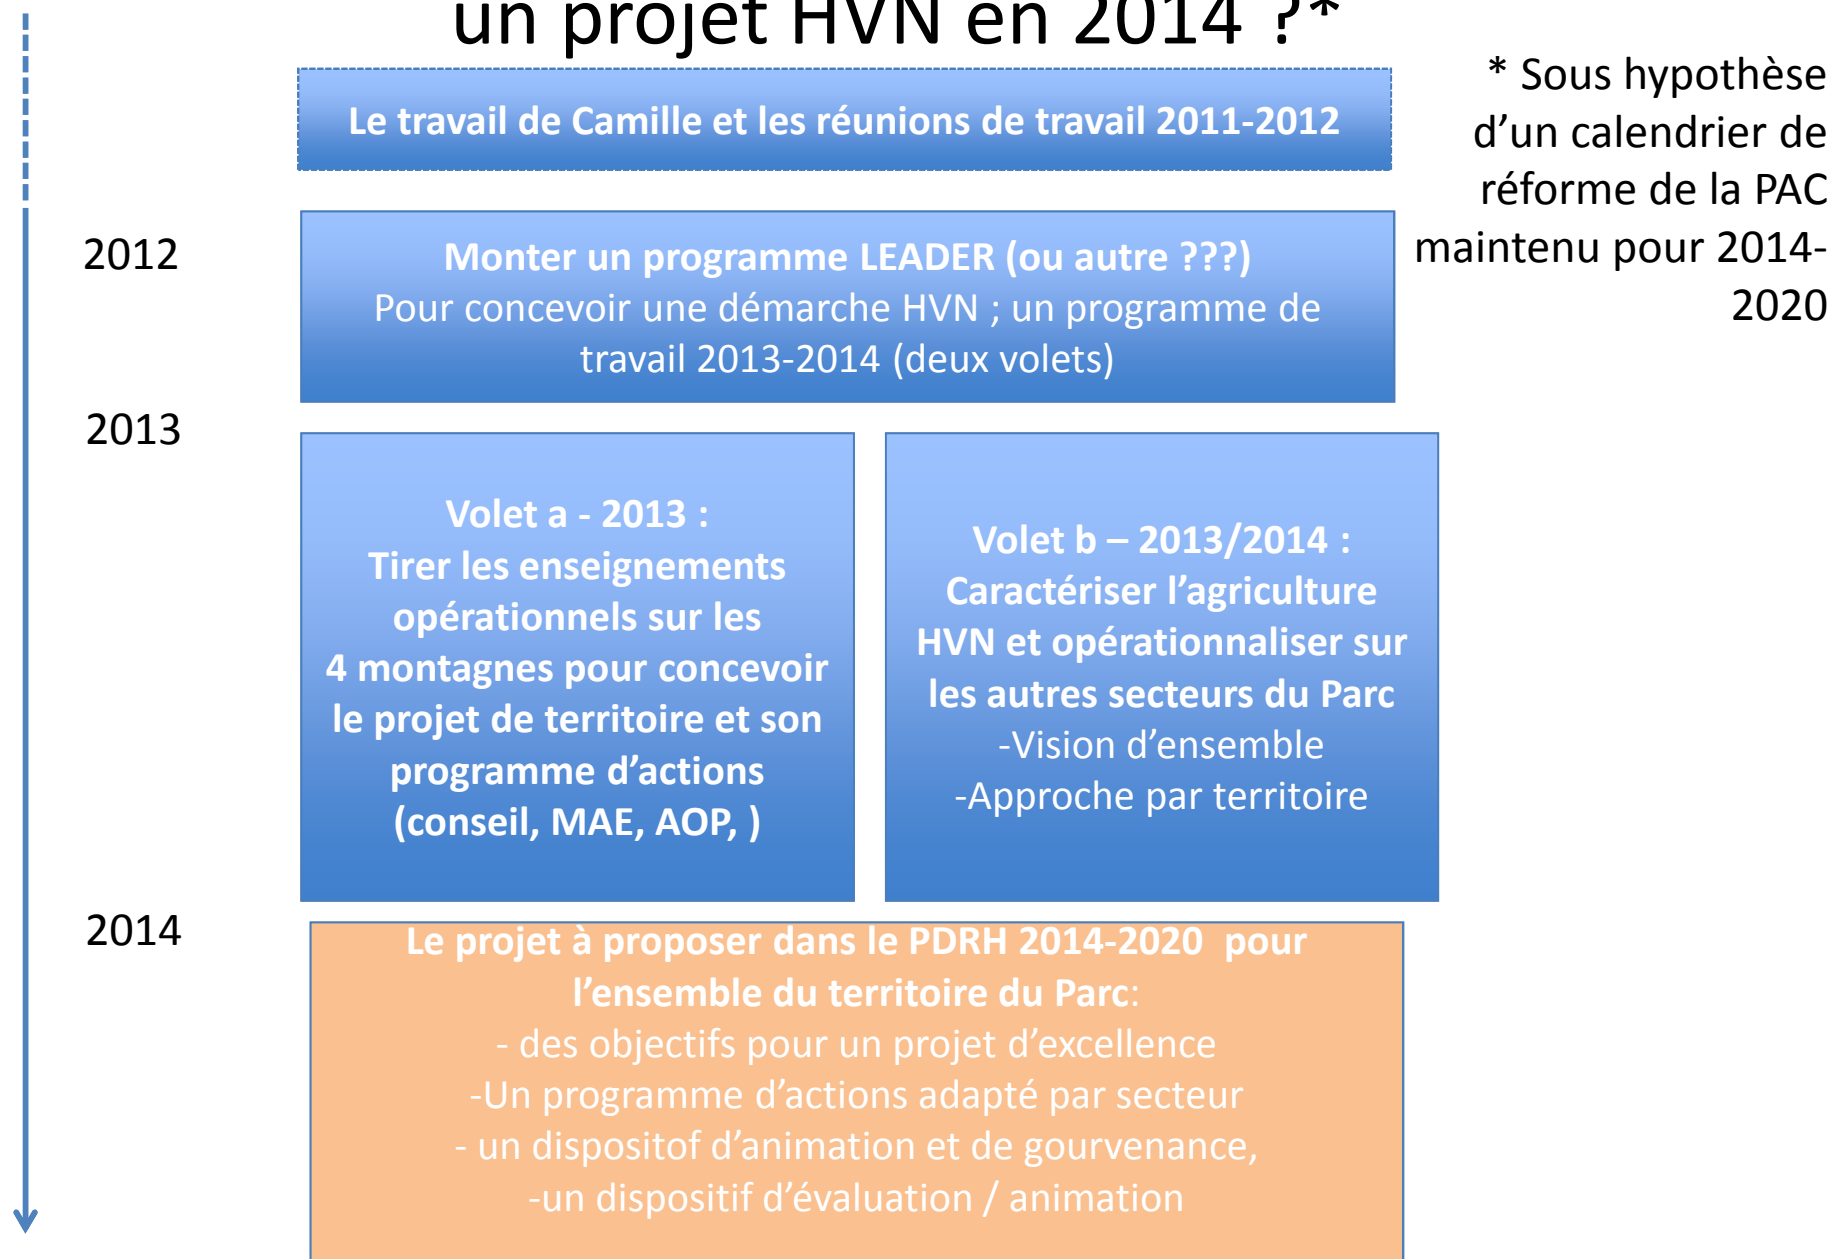 un projet HVN en 2014 ?*
* Sous hypothèse
d’un calendrier de
réforme de la PAC
maintenu pour 2014-
2020
Le travail de Camille et les réunions de travail 2011-2012
2012
Monter un programme LEADER (ou autre ???)
Pour concevoir une démarche HVN ; un programme de
travail 2013-2014 (deux volets)
2013
Volet a - 2013 :
Tirer les enseignements
opérationnels sur les
4 montagnes pour concevoir
le projet de territoire et son
programme d’actions
(conseil, MAE, AOP, )
Volet b – 2013/2014 :
Caractériser l’agriculture
HVN et opérationnaliser sur
les autres secteurs du Parc
-Vision d’ensemble
-Approche par territoire
2014
Le projet à proposer dans le PDRH 2014-2020  pour
l’ensemble du territoire du Parc:
- des objectifs pour un projet d’excellence
-Un programme d’actions adapté par secteur
- un dispositof d’animation et de gourvenance,
-un dispositif d’évaluation / animation